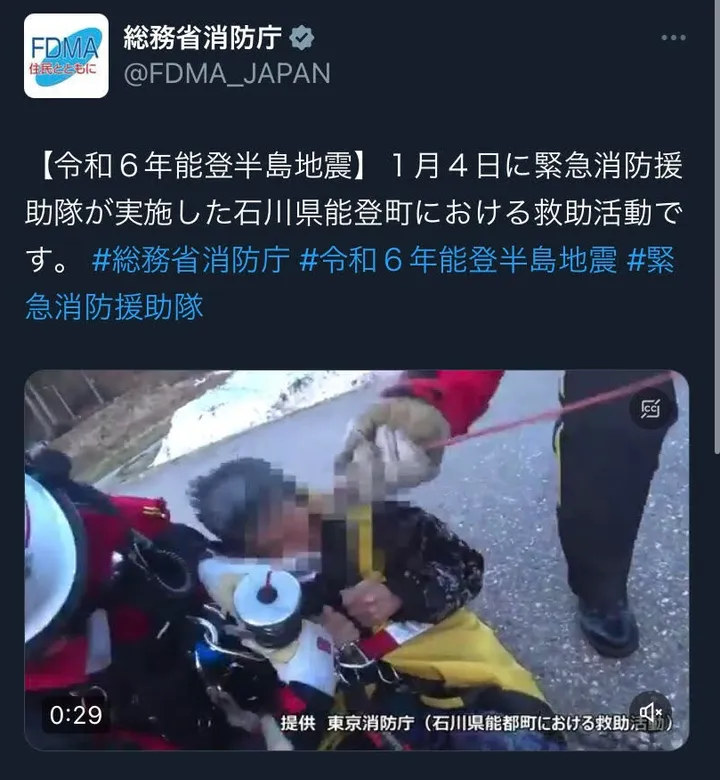 FDMA
住民とともに
総務省消防庁
@FDMA_JAPAN
【令和６年能登半島地震】１月４日に緊急消防援
助隊が実施した石川県能登町における救助活動で
す。 #総務省消防庁 #令和６年能登半島地震 #緊
急消防援助隊
CC
0:29
提供 東京消防庁（石川県能都町における救助活動）